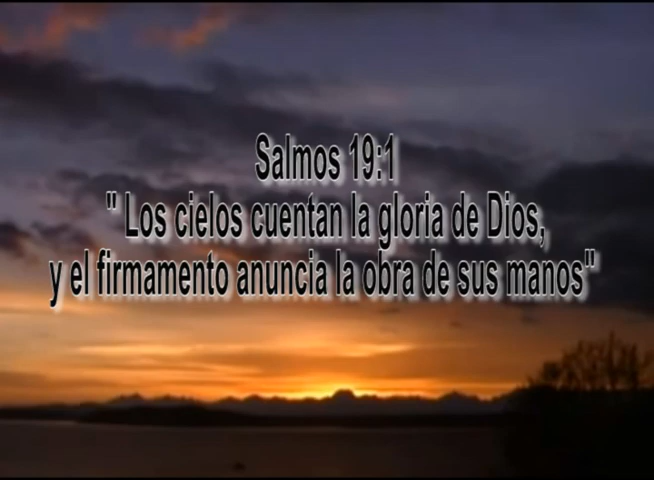 Salmos 19:1
" Los cielos cuentan la gloria de Dios,
y el firmamento anuncia la obra de sus manos"